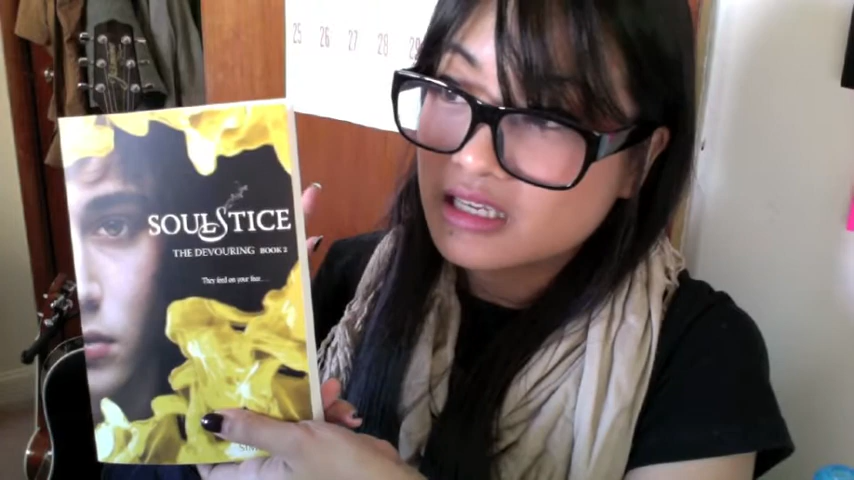 25 26 27 28 29
SOULSTICE
THE DEVOURING BOOK 2
They feed on your fear...